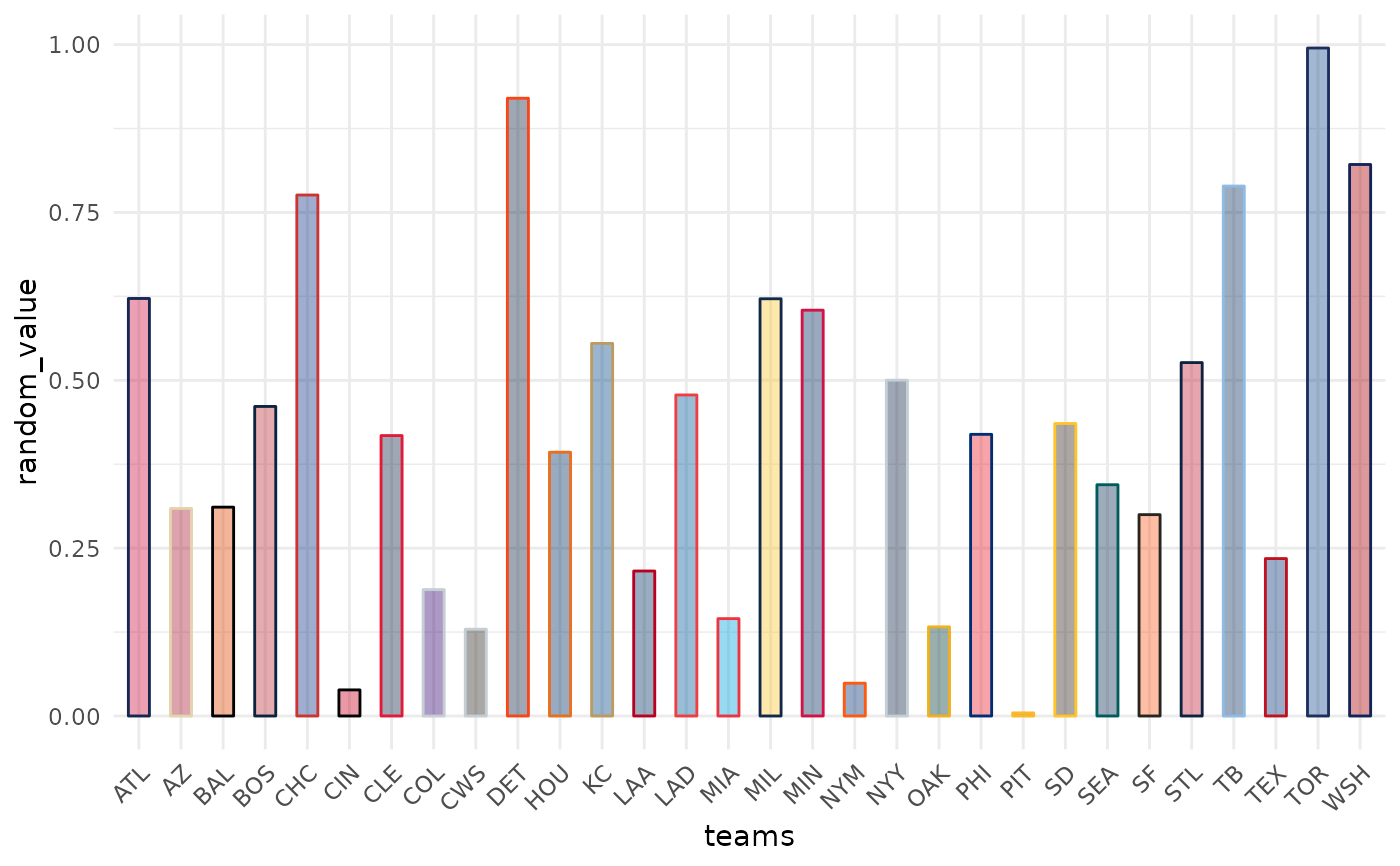 1.00
0.75
0.50
0.25
0.00
random_value
ATL AZ BAL BOS CHC CIN CLE COL CWS DET HOU KC LAA LAD MIA MIL MIN NYM NYY OAK PHI PIT SD SEA SF STL TB TEX TOR WSH
teams